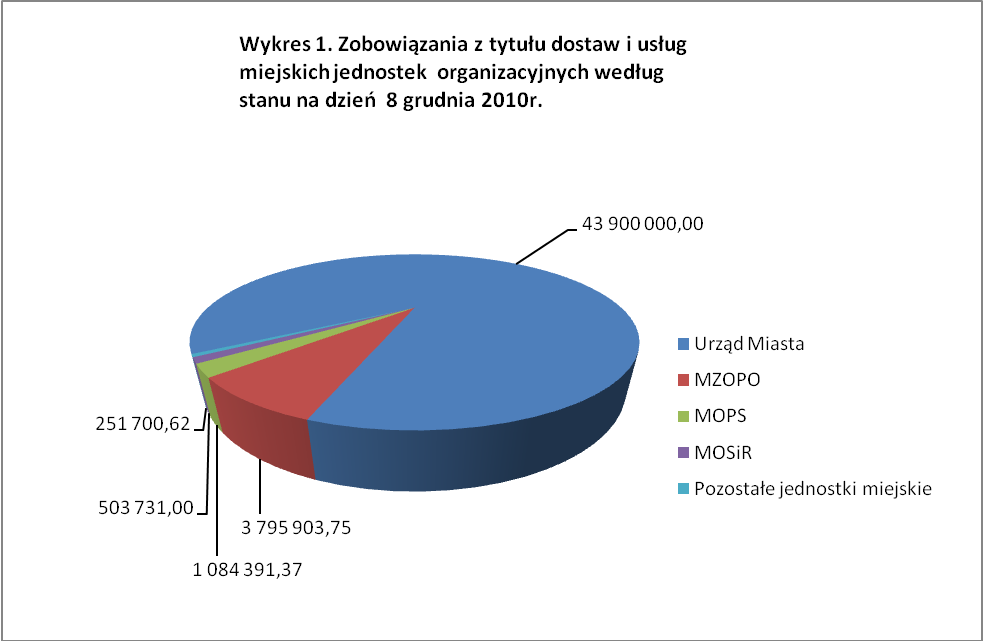 Wykres 1. Zobowiązania z tytułu dostaw i usług
miejskich jednostek organizacyjnych według
stanu na dzień 8 grudnia 2010r.
43 900 000,00
Urząd Miasta
MZOPO
MOPS
MOSiR
Pozostałe jednostki miejskie
251 700,62
503 731,00
3 795 903,75
1 084 391,37